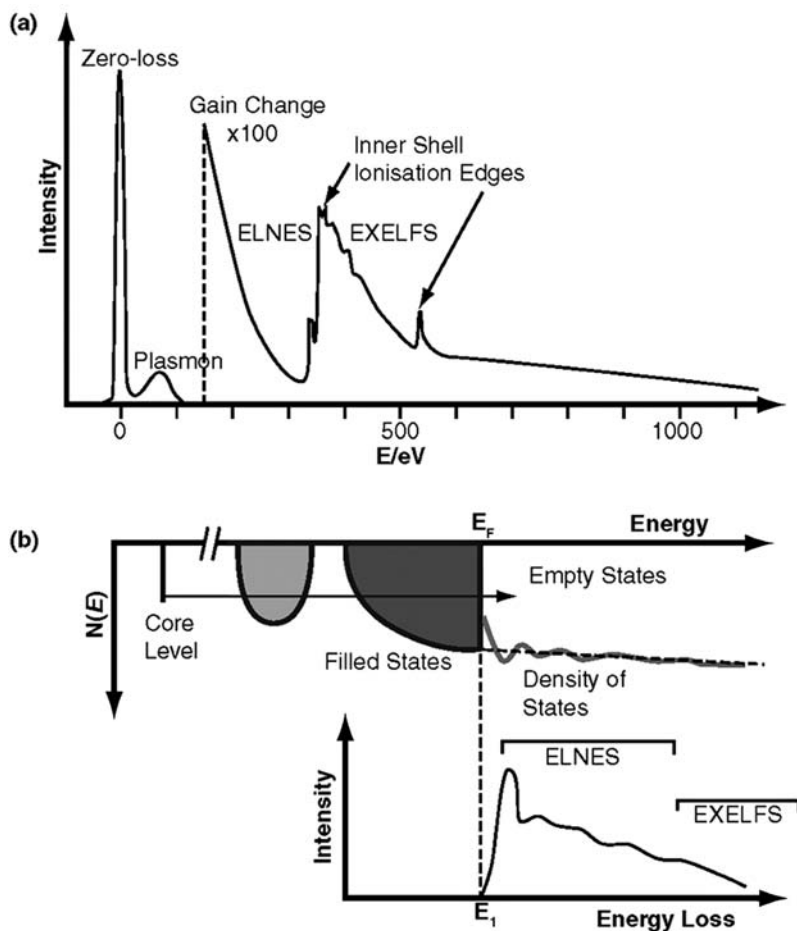 (a)
Zero-loss
Gain Change
x100
Inner Shell
Ionisation Edges
ELNES
EXELFS
Plasmon
Intensity
0
500
1000
E/eV
(b)
E_F
Energy
N(E)
Empty States
Core
Level
Filled States
Density of
States
ELNES
EXELFS
Intensity
E_1
Energy Loss